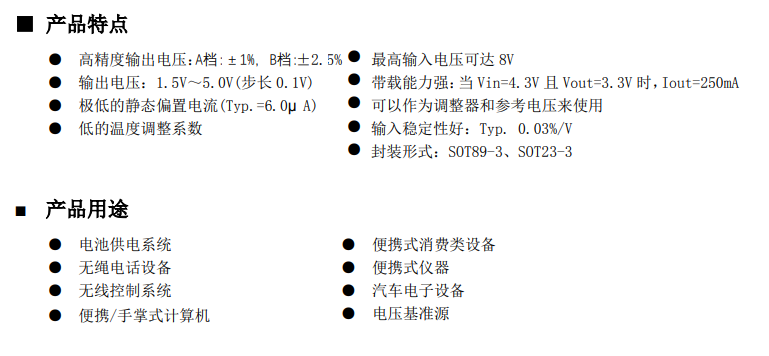 ■ 产品特点
● 高精度输出电压:A档:±1%, B档:±2.5%
● 输出电压: 1.5V～5.0V(步长 0.1V)
● 极低的静态偏置电流(Typ.=6.0μ A)
● 低的温度调整系数
● 最高输入电压可达 8V
● 带载能力强:当 Vin=4.3V 且 Vout=3.3V 时,Iout=250mA
● 可以作为调整器和参考电压来使用
● 输入稳定性好: Typ. 0.03%/V
● 封装形式: SOT89-3、SOT23-3
■ 产品用途
● 电池供电系统
● 无绳电话设备
● 无线控制系统
● 便携/手掌式计算机
● 便携式消费类设备
● 便携式仪器
● 汽车电子设备
● 电压基准源